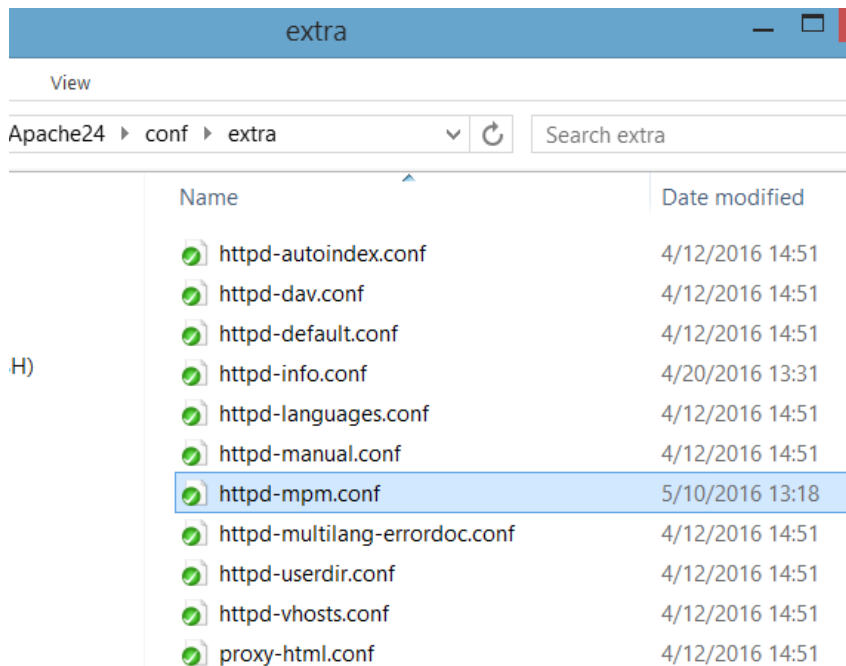 extra
View
Apache24 conf extra Search extra
Name Date modified
httpd-autoindex.conf 4/12/2016 14:51
httpd-dav.conf 4/12/2016 14:51
httpd-default.conf 4/12/2016 14:51
H)
httpd-info.conf 4/20/2016 13:31
httpd-languages.conf 4/12/2016 14:51
httpd-manual.conf 4/12/2016 14:51
httpd-mpm.conf 5/10/2016 13:18
httpd-multilang-errordoc.conf 4/12/2016 14:51
httpd-userdir.conf 4/12/2016 14:51
httpd-vhosts.conf 4/12/2016 14:51
proxy-html.conf 4/12/2016 14:51